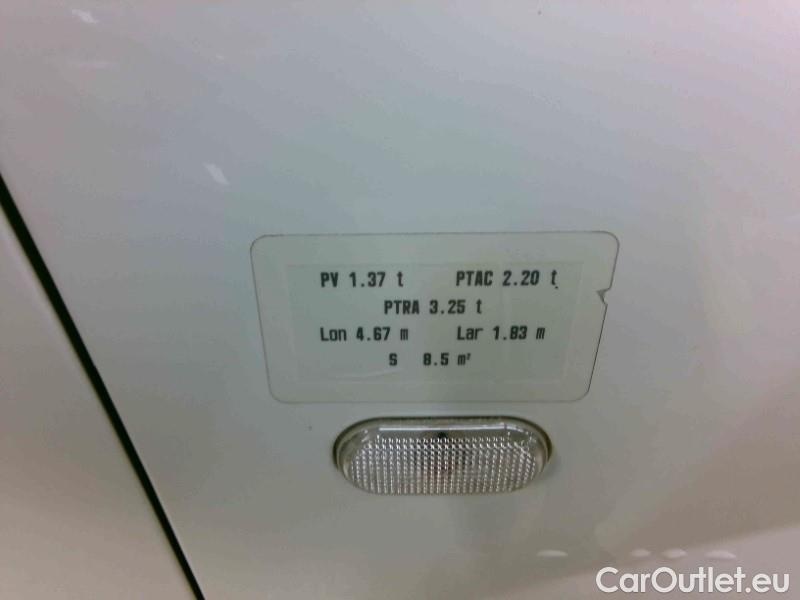 PV 1.37 t PTAC 2.20 t
PTRA 3.25 t
Lon 4.67 m Lar 1.83 m
S 8.5 m²
CarOutlet.eu